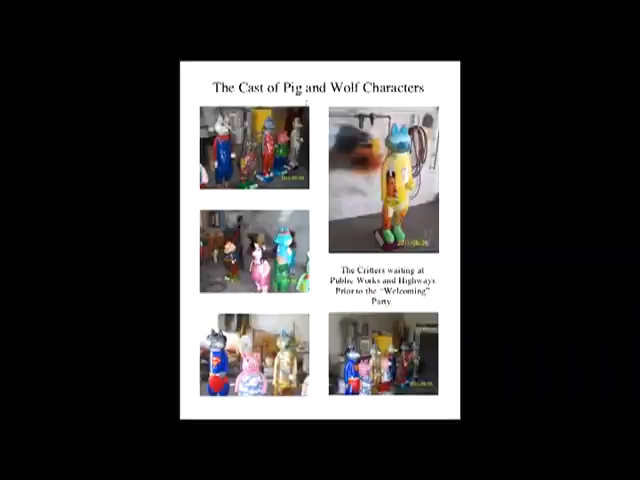 The Cast of Pig and Wolf Characters
The Critters waiting at
Public Works and Highways
Prior to the "Welcoming"
Party